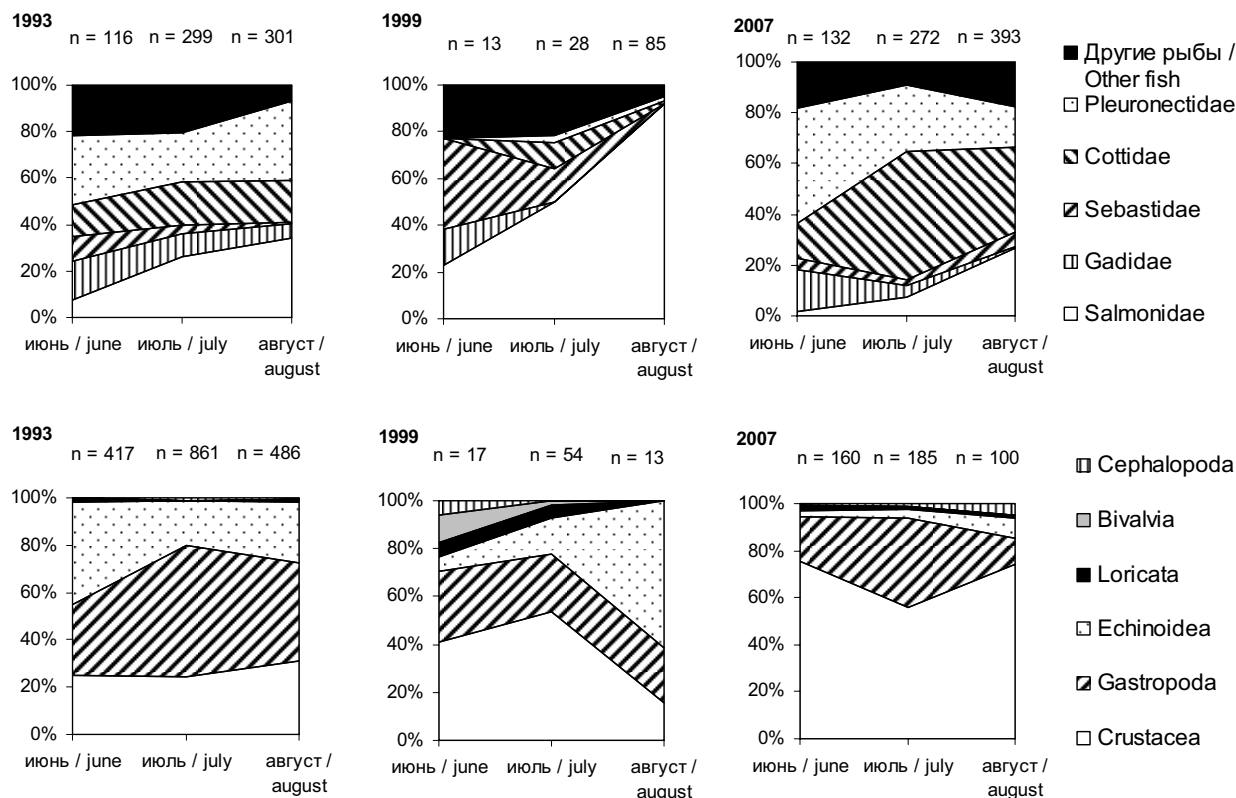 1993
n = 116 n = 299 n = 301
100%
80%
60%
40%
20%
0%
июнь / june июль / july август /
august
1999
n = 13 n = 28 n = 85
100%
80%
60%
40%
20%
0%
июнь / june июль / july август /
august
2007
n = 132 n = 272 n = 393
100%
80%
60%
40%
20%
0%
июнь / june июль / july август /
august
Другие рыбы /
Other fish
Pleuronectidae
Cottidae
Sebastidae
Gadidae
Salmonidae
1993
n = 417 n = 861 n = 486
100%
80%
60%
40%
20%
0%
июнь / june июль / july август /
august
1999
n = 17 n = 54 n = 13
100%
80%
60%
40%
20%
0%
июнь / june июль / july август /
august
2007
n = 160 n = 185 n = 100
100%
80%
60%
40%
20%
0%
июнь / june июль / july август /
august
Cephalopoda
Bivalvia
Loricata
Echinoidea
Gastropoda
Crustacea